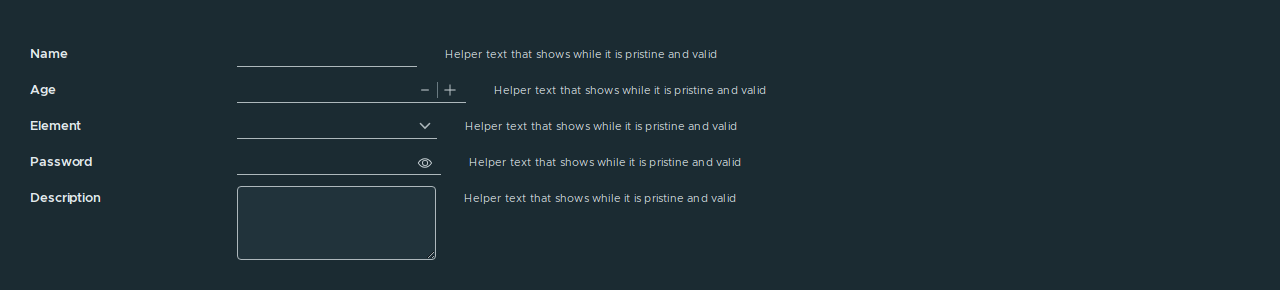 Name Helper text that shows while it is pristine and valid
Age Helper text that shows while it is pristine and valid
Element Helper text that shows while it is pristine and valid
Password Helper text that shows while it is pristine and valid
Description Helper text that shows while it is pristine and valid